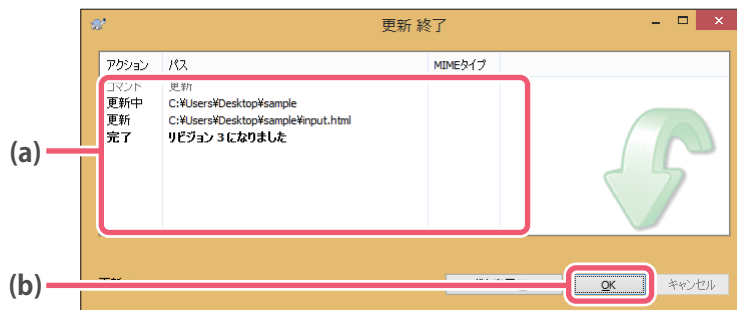 更新 終了
アクション パス MIMEタイプ
コマンド 更新
更新中 C:¥Users¥Desktop¥sample
更新 C:¥Users¥Desktop¥sample¥input.html
完了 リビジョン 3 になりました
(a)
(b)
OK キャンセル